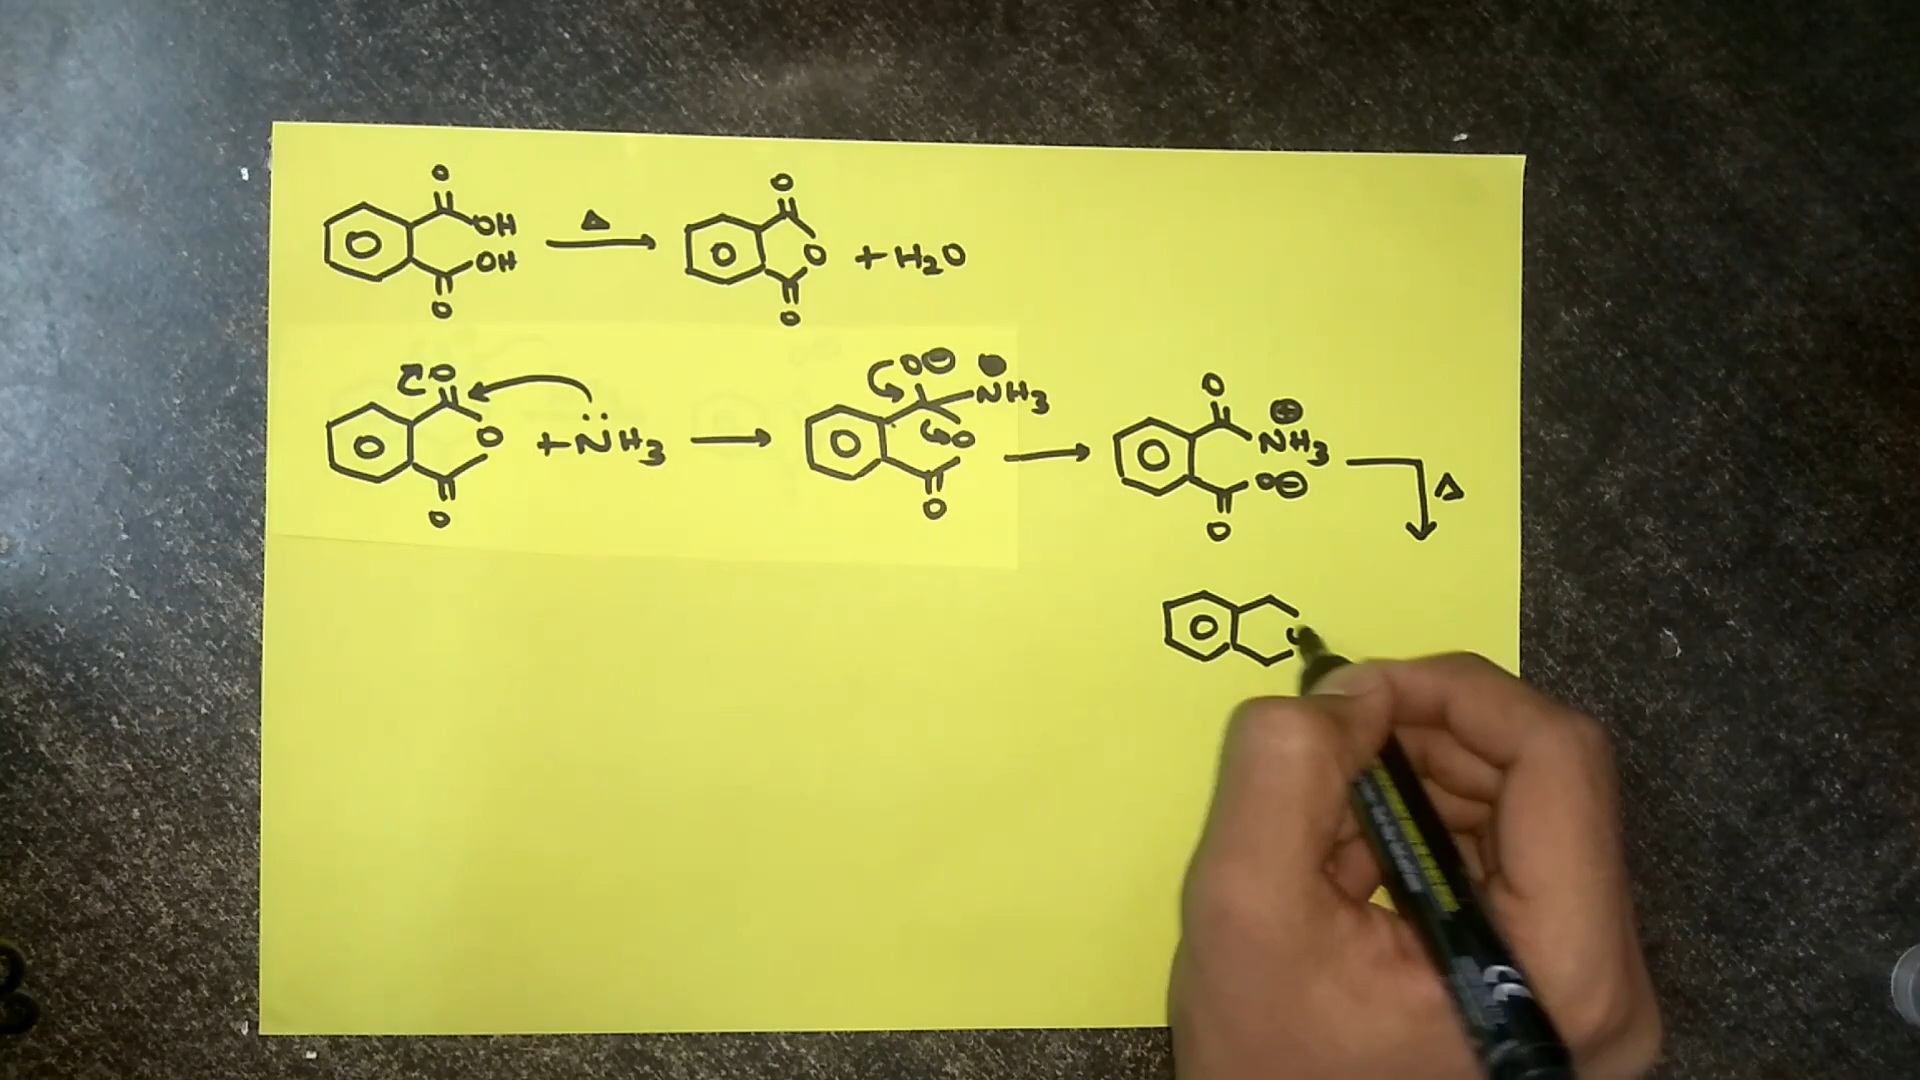 O OH OH O Δ O O O + H2O
O O O + N̈H3 O⊖ NH3 O O O ⊕ NH3 O⊖ O Δ